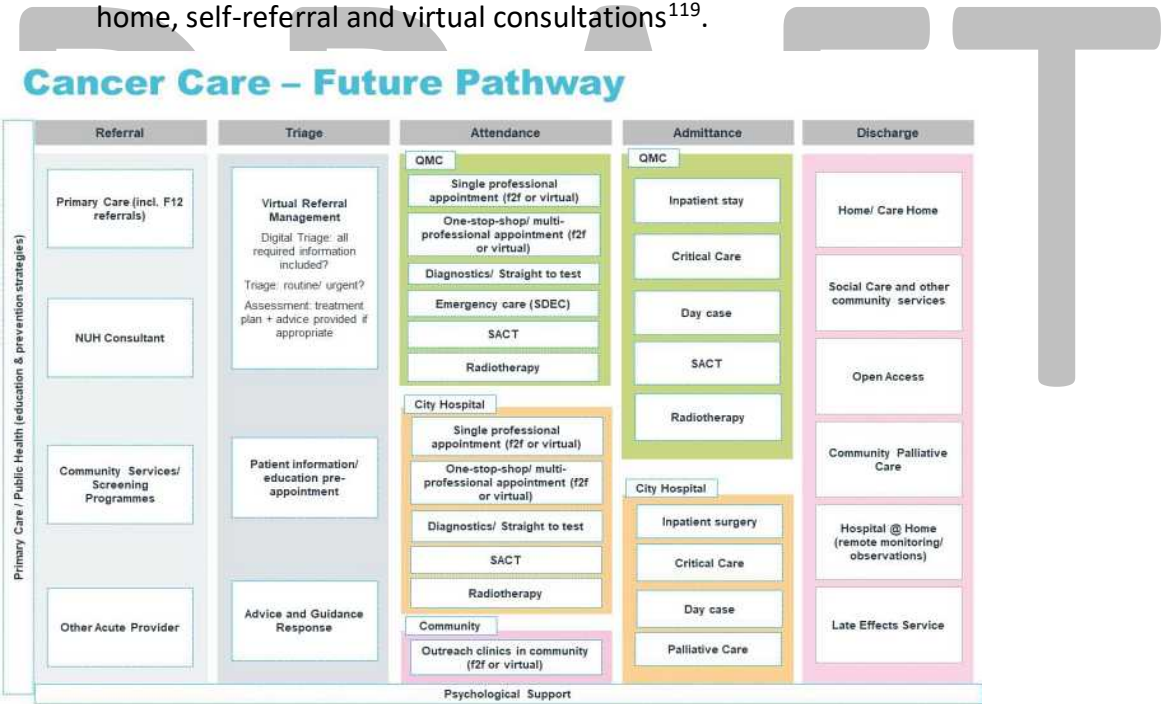 home, self-referral and virtual consultations119.
DRAFT
Cancer Care – Future Pathway
Primary Care / Public Health (education & prevention strategies)
Referral
Primary Care (incl. F12
referrals)
NUH Consultant
Community Services/
Screening
Programmes
Other Acute Provider
Triage
Virtual Referral
Management
Digital Triage: all
required information
included?
Triage: routine/ urgent?
Assessment: treatment
plan + advice provided if
appropriate
Patient information/
education pre-
appointment
Advice and Guidance
Response
Attendance
QMC
Single professional
appointment (f2f or virtual)
One-stop-shop/ multi-
professional appointment (f2f
or virtual)
Diagnostics/ Straight to test
Emergency care (SDEC)
SACT
Radiotherapy
City Hospital
Single professional
appointment (f2f or virtual)
One-stop-shop/ multi-
professional appointment (f2f
or virtual)
Diagnostics/ Straight to test
SACT
Radiotherapy
Community
Outreach clinics in community
(f2f or virtual)
Admittance
QMC
Inpatient stay
Critical Care
Day case
SACT
Radiotherapy
City Hospital
Inpatient surgery
Critical Care
Day case
Palliative Care
Discharge
Home/ Care Home
Social Care and other
community services
Open Access
Community Palliative
Care
Hospital @ Home
(remote monitoring/
observations)
Late Effects Service
Psychological Support